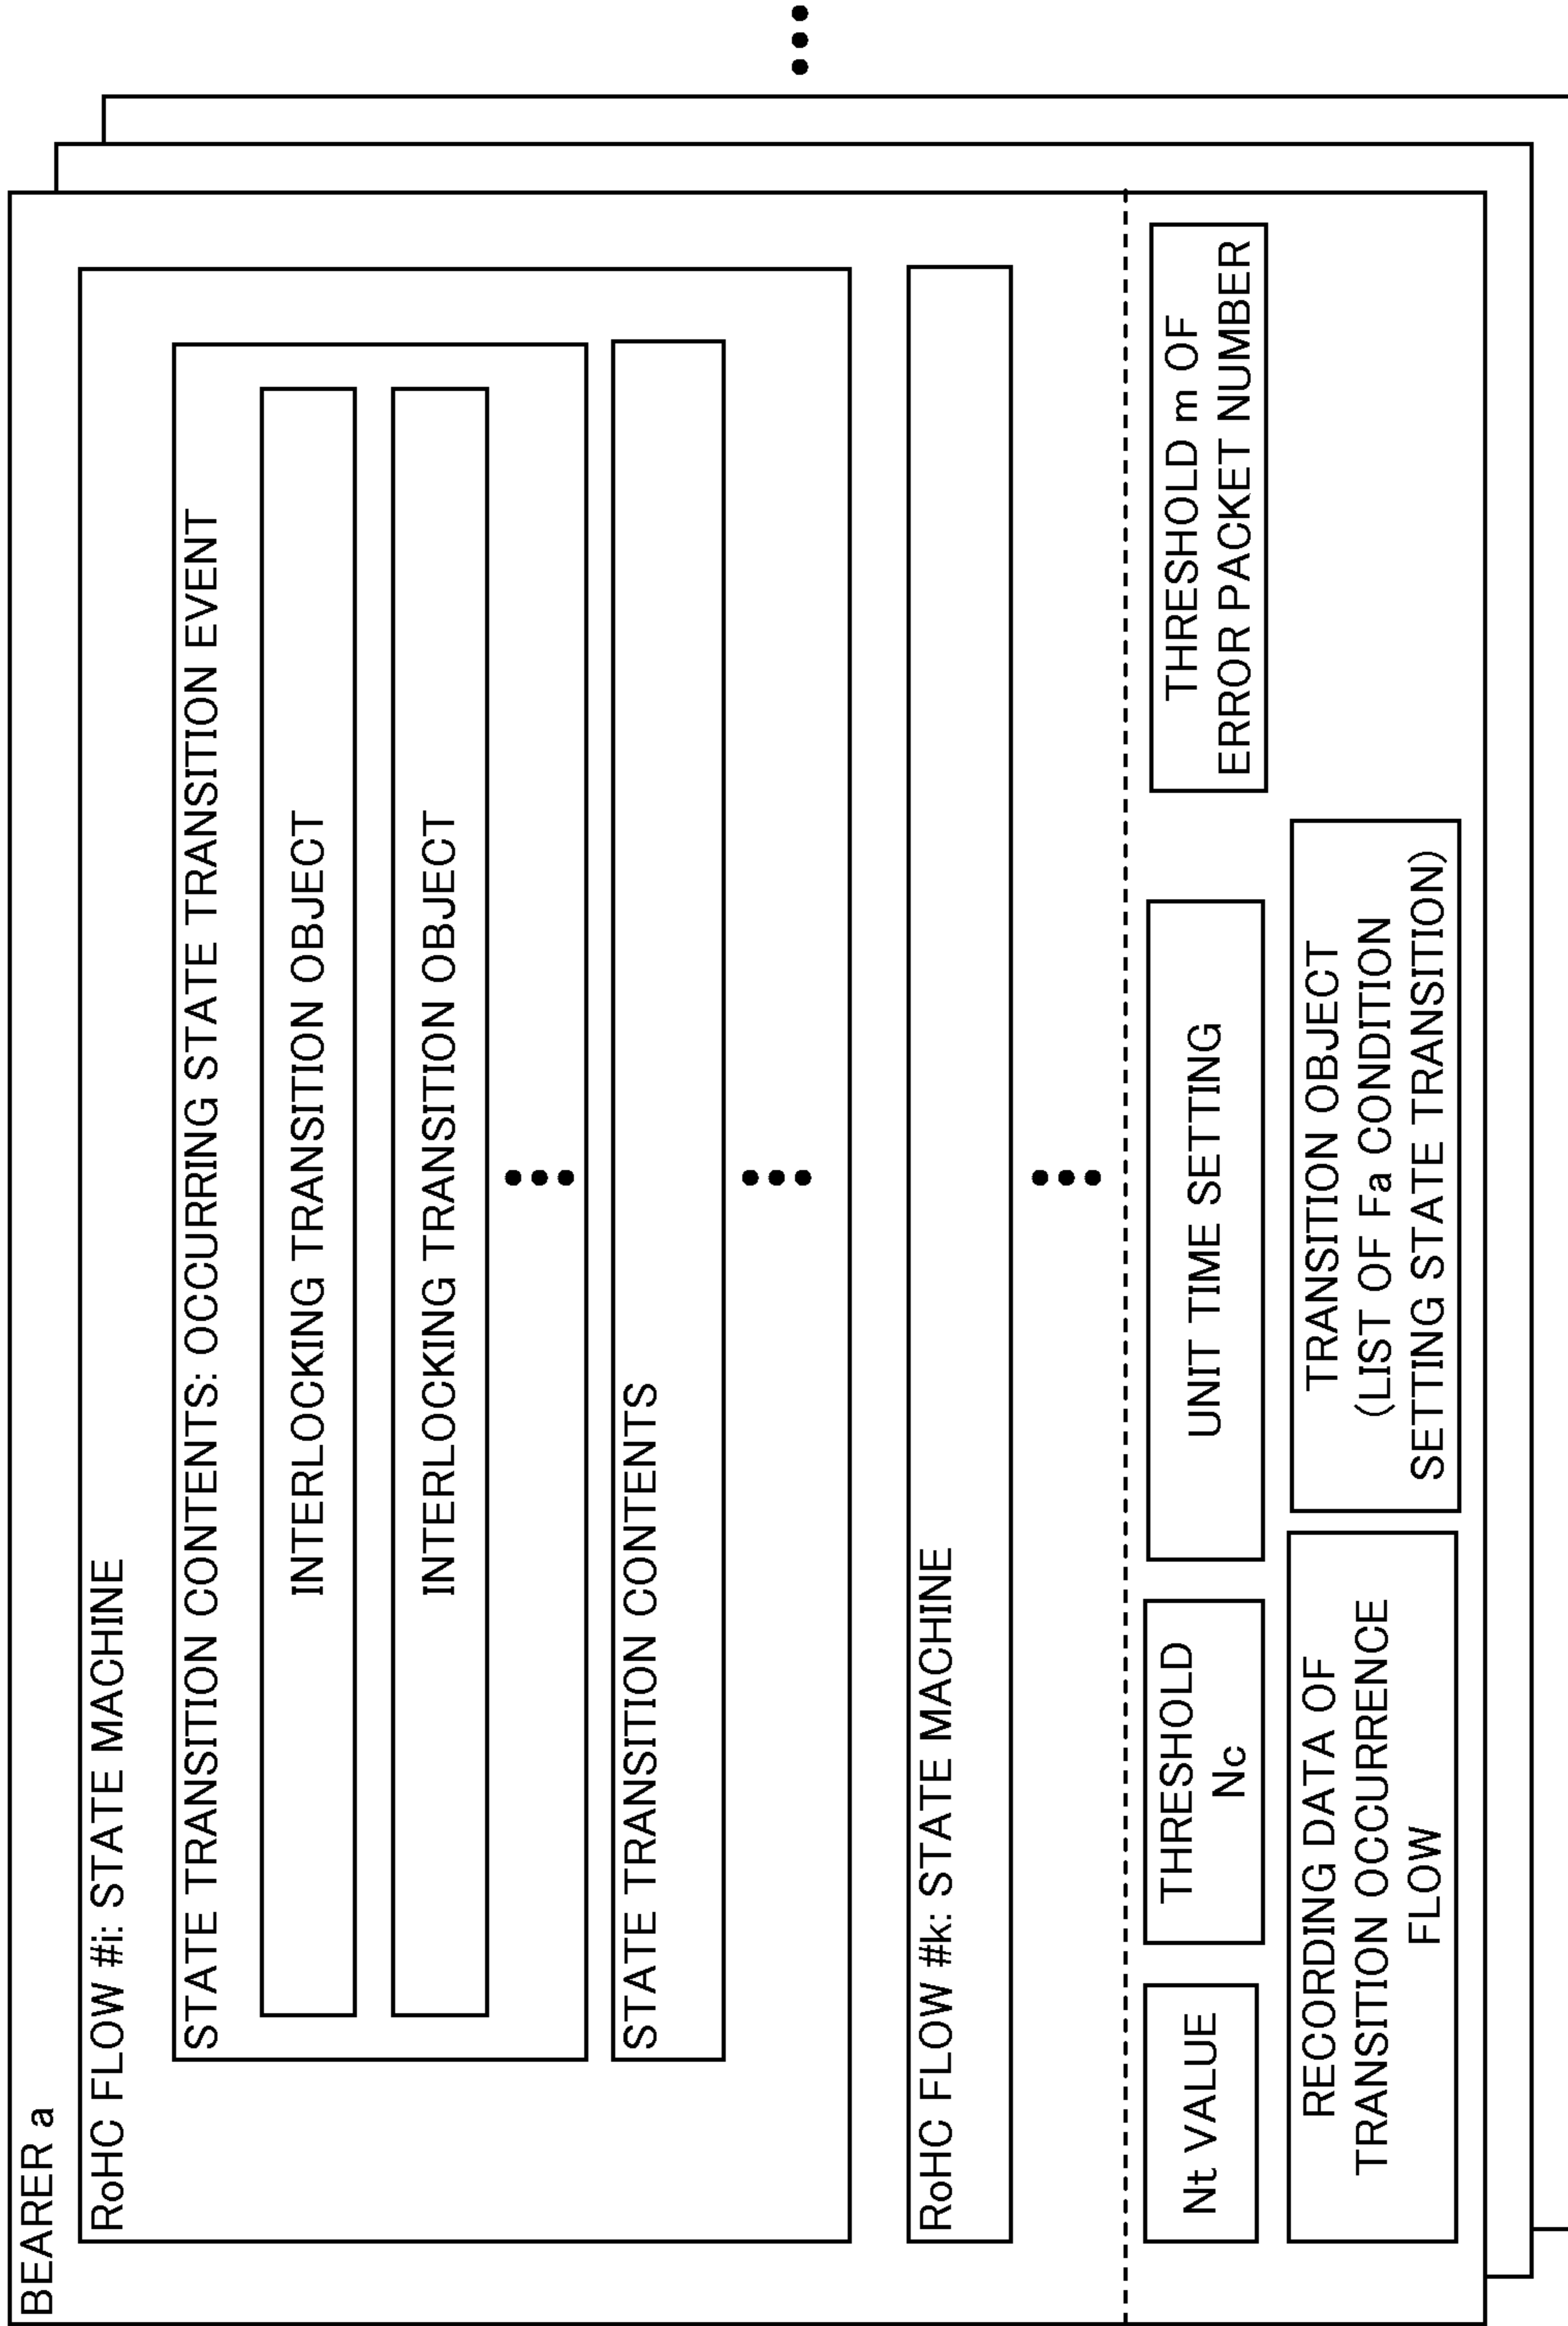 BEARER a
RoHC FLOW #i: STATE MACHINE
STATE TRANSITION CONTENTS: OCCURRING STATE TRANSITION EVENT
INTERLOCKING TRANSITION OBJECT
INTERLOCKING TRANSITION OBJECT
STATE TRANSITION CONTENTS
RoHC FLOW #k: STATE MACHINE
Nt VALUE
THRESHOLD
Nc
UNIT TIME SETTING
THRESHOLD m OF
ERROR PACKET NUMBER
RECORDING DATA OF
TRANSITION OCCURRENCE
FLOW
TRANSITION OBJECT
(LIST OF Fa CONDITION
SETTING STATE TRANSITION)